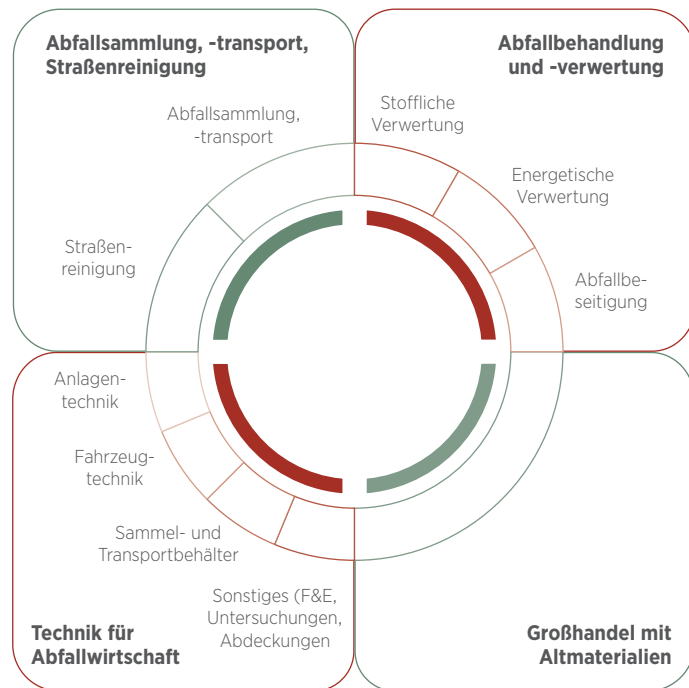 Abfallsammlung, -transport,
Straßenreinigung
Abfallsammlung,
-transport
Straßen-
reinigung
Abfallbehandlung
und -verwertung
Stoffliche
Verwertung
Energetische
Verwertung
Abfallbe-
seitigung
Anlagen-
technik
Fahrzeug-
technik
Sammel- und
Transportbehälter
Sonstiges (F&E,
Untersuchungen,
Abdeckungen
Technik für
Abfallwirtschaft
Großhandel mit
Altmaterialien